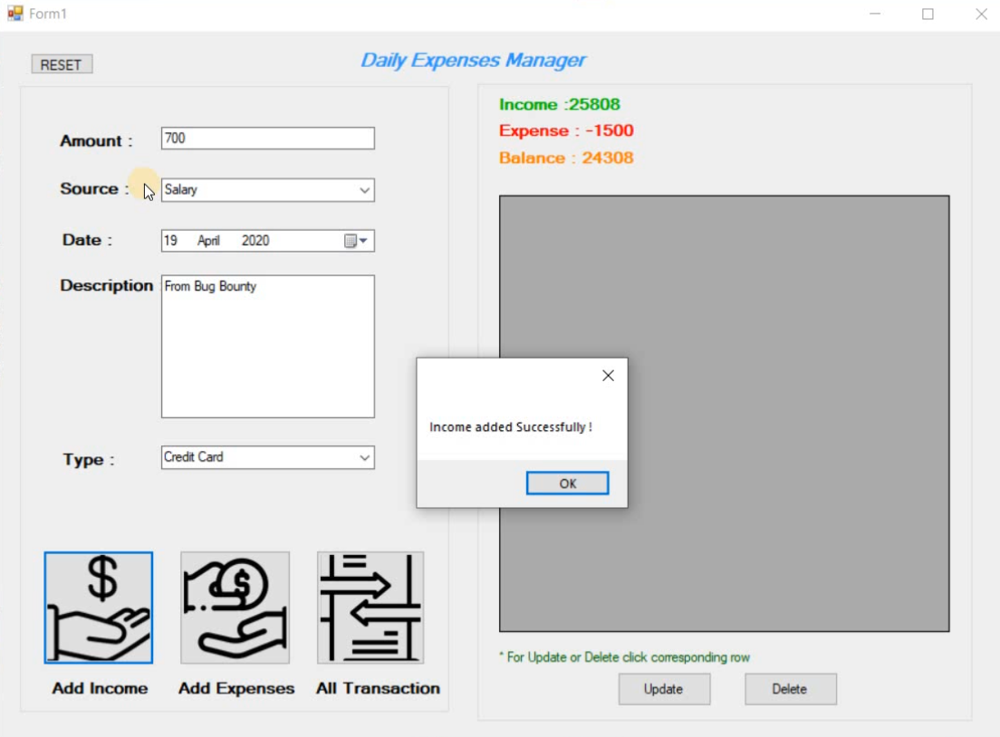 Form1
RESET
Daily Expenses Manager
Amount :
700
Source :
Salary
Date :
19 April 2020
Description
From Bug Bounty
Type :
Credit Card
Add Income
Add Expenses
All Transaction
Income :25808
Expense : -1500
Balance : 24308
Income added Successfully !
OK
* For Update or Delete click corresponding row
Update
Delete